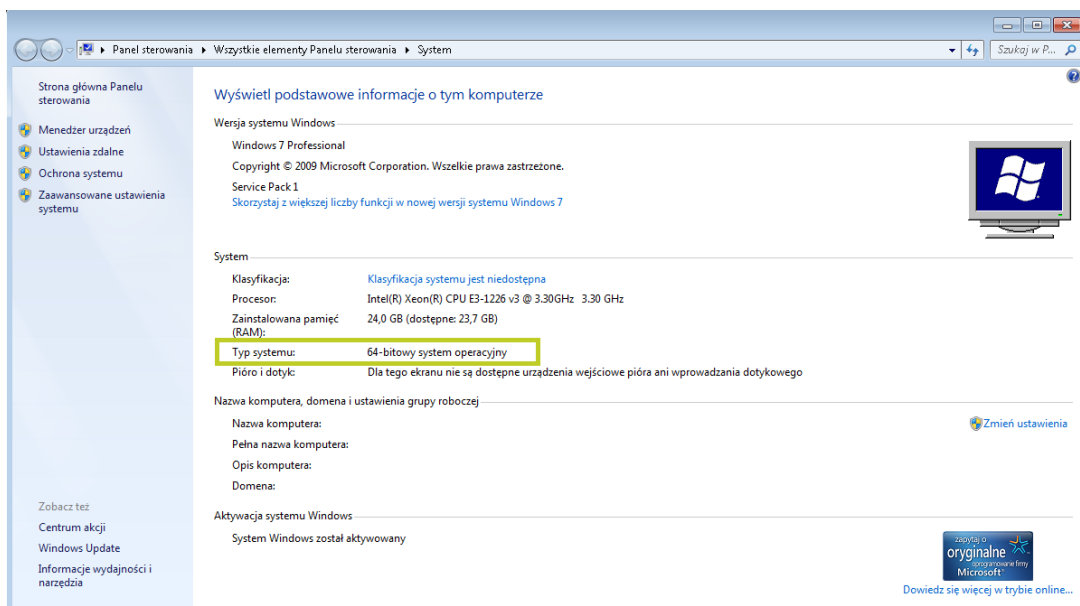 Panel sterowania ▸ Wszystkie elementy Panelu sterowania ▸ System
Szukaj w P...
Strona główna Panelu
sterowania
Menedżer urządzeń
Ustawienia zdalne
Ochrona systemu
Zaawansowane ustawienia
systemu
Wyświetl podstawowe informacje o tym komputerze
Wersja systemu Windows
Windows 7 Professional
Copyright © 2009 Microsoft Corporation. Wszelkie prawa zastrzeżone.
Service Pack 1
Skorzystaj z większej liczby funkcji w nowej wersji systemu Windows 7
System
Klasyfikacja: Klasyfikacja systemu jest niedostępna
Procesor: Intel(R) Xeon(R) CPU E3-1226 v3 @ 3.30GHz 3.30 GHz
Zainstalowana pamięć 24,0 GB (dostępne: 23,7 GB)
(RAM):
Typ systemu: 64-bitowy system operacyjny
Pióro i dotyk: Dla tego ekranu nie są dostępne urządzenia wejściowe pióra ani wprowadzania dotykowego
Nazwa komputera, domena i ustawienia grupy roboczej
Nazwa komputera:
Zmień ustawienia
Pełna nazwa komputera:
Opis komputera:
Domena:
Aktywacja systemu Windows
System Windows został aktywowany
zapytaj o
oryginalne
oprogramowanie firmy
Microsoft
Dowiedz się więcej w trybie online...
Zobacz też
Centrum akcji
Windows Update
Informacje wydajności i
narzędzia